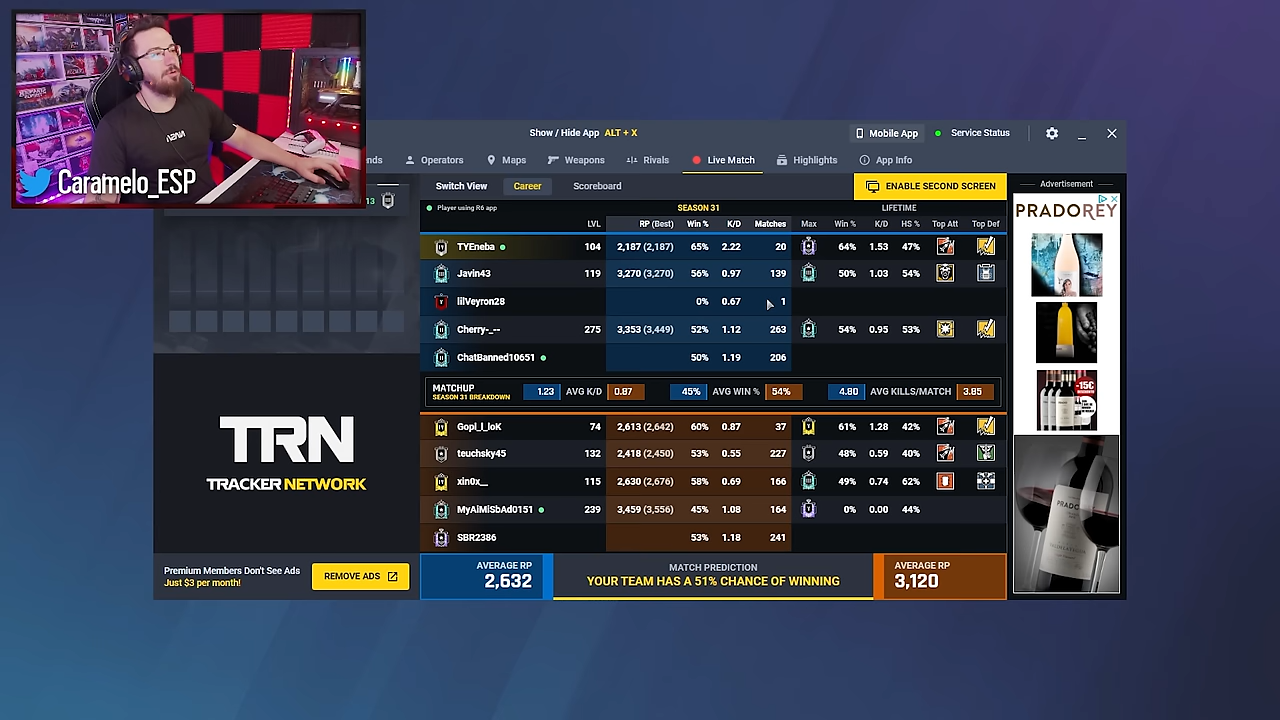 Caramelo_ESP
Show / Hide App ALT + X
Mobile App
Service Status
nds
Operators
Maps
Weapons
Rivals
Live Match
Highlights
App Info
13
Switch View
Career
Scoreboard
ENABLE SECOND SCREEN
Advertisement
Player using R6 app
SEASON 31
LIFETIME
LVL RP (Best) Win % K/D Matches Max Win % K/D HS % Top Att Top Def
TYEneba 104 2,187 (2,187) 65% 2.22 20 64% 1.53 47%
Javin43 119 3,270 (3,270) 56% 0.97 139 50% 1.03 54%
lilVeyron28 0% 0.67 1
Cherry-_-- 275 3,353 (3,449) 52% 1.12 263 54% 0.95 53%
ChatBanned10651 50% 1.19 206
MATCHUP
SEASON 31 BREAKDOWN
1.23 AVG K/D 0.87
45% AVG WIN % 54%
4.80 AVG KILLS/MATCH 3.85
Gopl_l_loK 74 2,613 (2,642) 60% 0.87 37 61% 1.28 42%
teuchsky45 132 2,418 (2,450) 53% 0.55 227 48% 0.59 40%
xin0x__ 115 2,630 (2,676) 58% 0.69 166 49% 0.74 62%
MyAiMiSbAd0151 239 3,459 (3,556) 45% 1.08 164 0% 0.00 44%
SBR2386 53% 1.18 241
TRN
TRACKER NETWORK
Premium Members Don't See Ads
Just $3 per month!
REMOVE ADS
AVERAGE RP
2,632
MATCH PREDICTION
YOUR TEAM HAS A 51% CHANCE OF WINNING
AVERAGE RP
3,120
PRADOREY
-15€